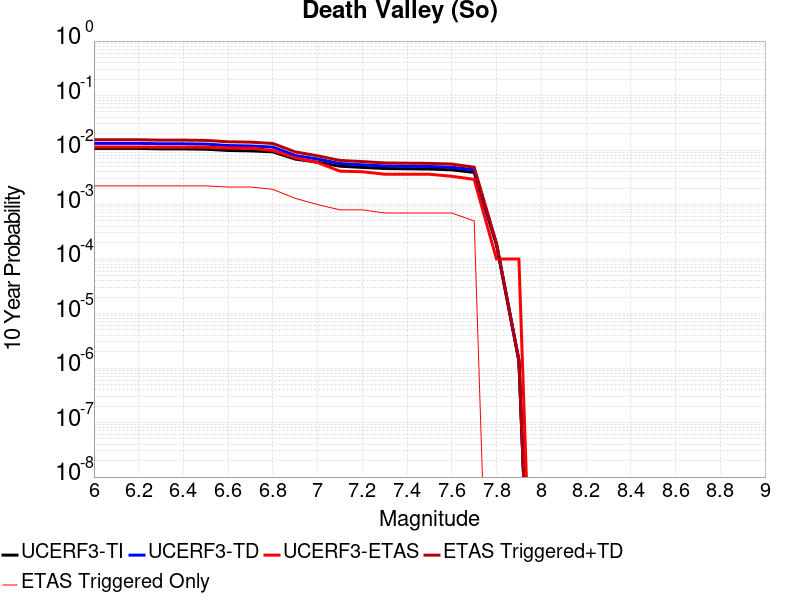 Death Valley (So)
10 Year Probability
10^0
10^-1
10^-2
10^-3
10^-4
10^-5
10^-6
10^-7
10^-8
6 6.2 6.4 6.6 6.8 7 7.2 7.4 7.6 7.8 8 8.2 8.4 8.6 8.8 9
Magnitude
UCERF3-TI UCERF3-TD UCERF3-ETAS ETAS Triggered+TD
ETAS Triggered Only